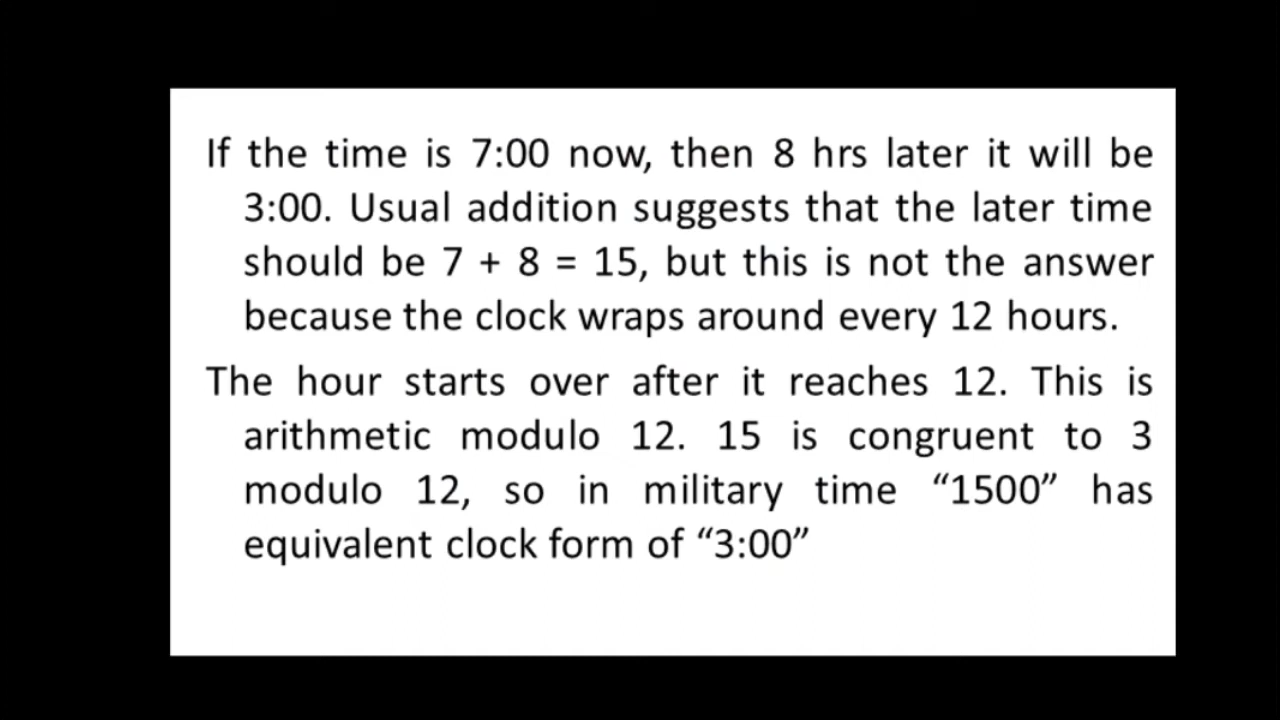 If the time is 7:00 now, then 8 hrs later it will be
3:00. Usual addition suggests that the later time
should be 7 + 8 = 15, but this is not the answer
because the clock wraps around every 12 hours.
The hour starts over after it reaches 12. This is
arithmetic modulo 12. 15 is congruent to 3
modulo 12, so in military time “1500” has
equivalent clock form of “3:00”